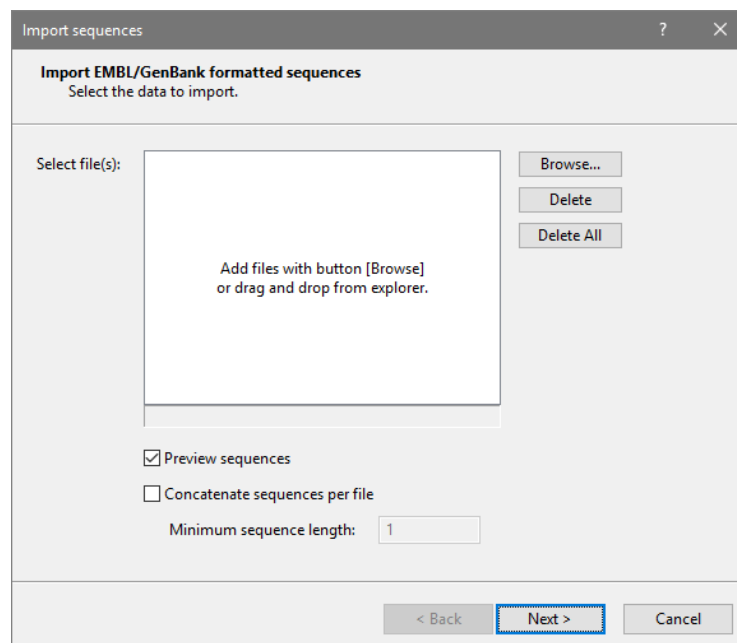 Import sequences
Import EMBL/GenBank formatted sequences
Select the data to import.
Select file(s):
Browse...
Delete
Delete All
Add files with button [Browse]
or drag and drop from explorer.
Preview sequences
Concatenate sequences per file
Minimum sequence length: 1
< Back Next > Cancel